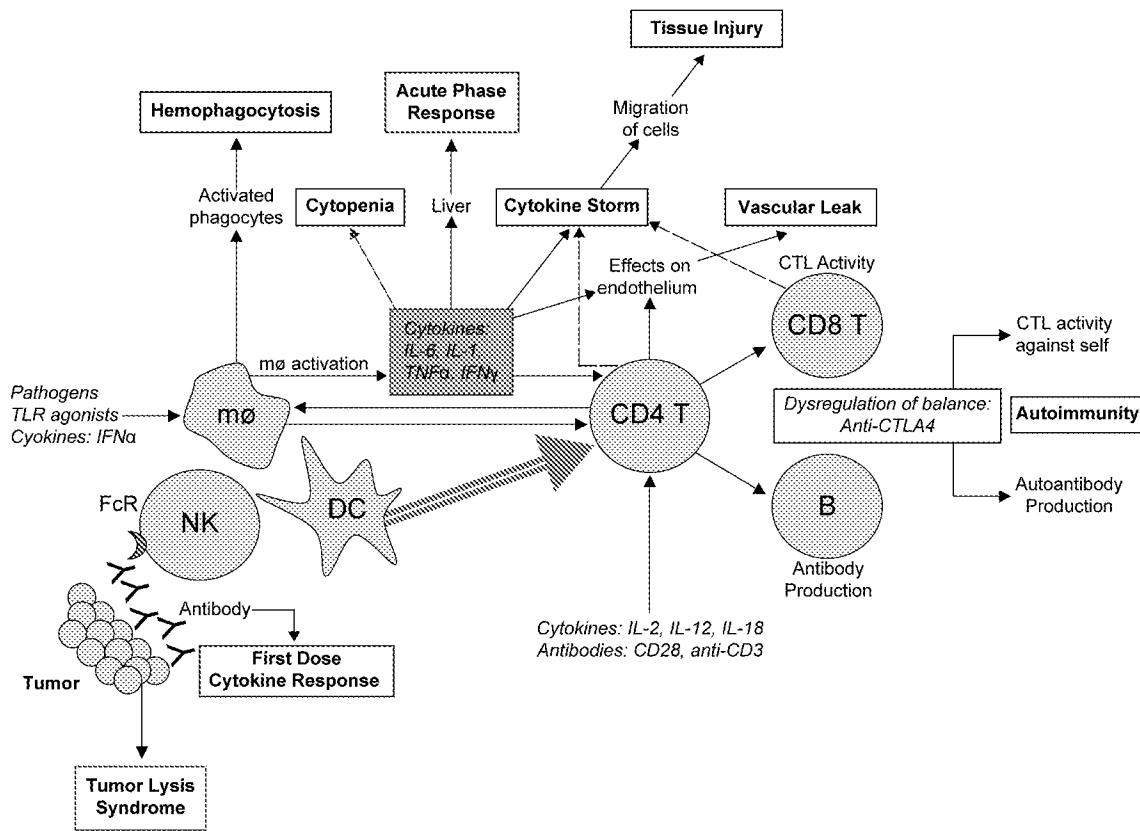 Tissue Injury
Acute Phase
Response
Hemophagocytosis
Migration
of cells
Activated
phagocytes
Cytopenia
Liver
Cytokine Storm
Vascular Leak
Effects on
endothelium
CTL Activity
CD8 T
Cytokines:
IL-6, IL-1,
TNFα, IFNγ
mø activation
CTL activity
against self
Pathogens
TLR agonists
Cyokines: IFNα
mø
CD4 T
Dysregulation of balance:
Anti-CTLA4
Autoimmunity
FcR
NK
DC
B
Autoantibody
Production
Antibody
Production
Antibody
Cytokines: IL-2, IL-12, IL-18
Antibodies: CD28, anti-CD3
First Dose
Cytokine Response
Tumor
Tumor Lysis
Syndrome